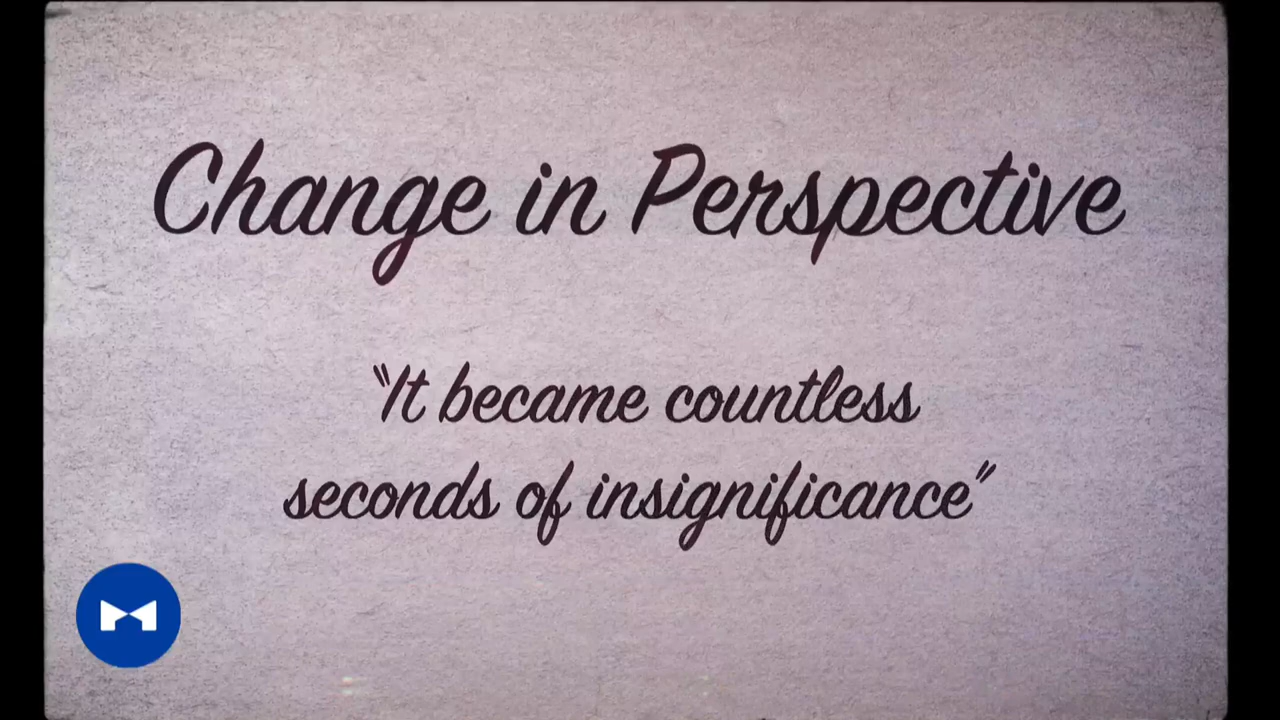 Change in Perspective
"It became countless
seconds of insignificance"